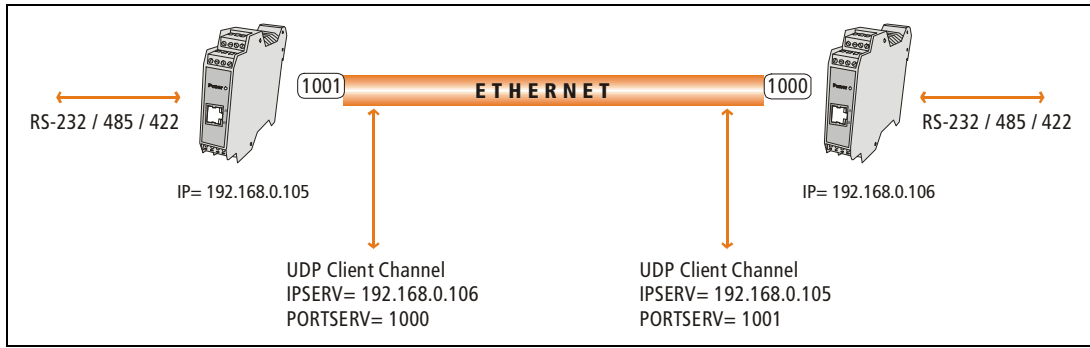 Power
Power
1001
ETHERNET
1000
RS-232 / 485 / 422
RS-232 / 485 / 422
IP= 192.168.0.105
IP= 192.168.0.106
UDP Client Channel
IPSERV= 192.168.0.106
PORTSERV= 1000
UDP Client Channel
IPSERV= 192.168.0.105
PORTSERV= 1001